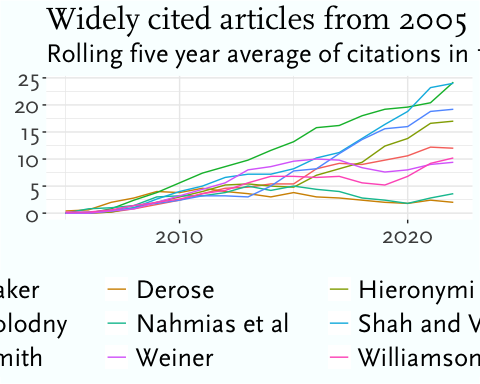 Widely cited articles from 2005
Rolling five year average of citations in
25
20
15
10
5
0
2010 2020
aker Derose Hieronymi
olodny Nahmias et al Shah and V
mith Weiner Williamson